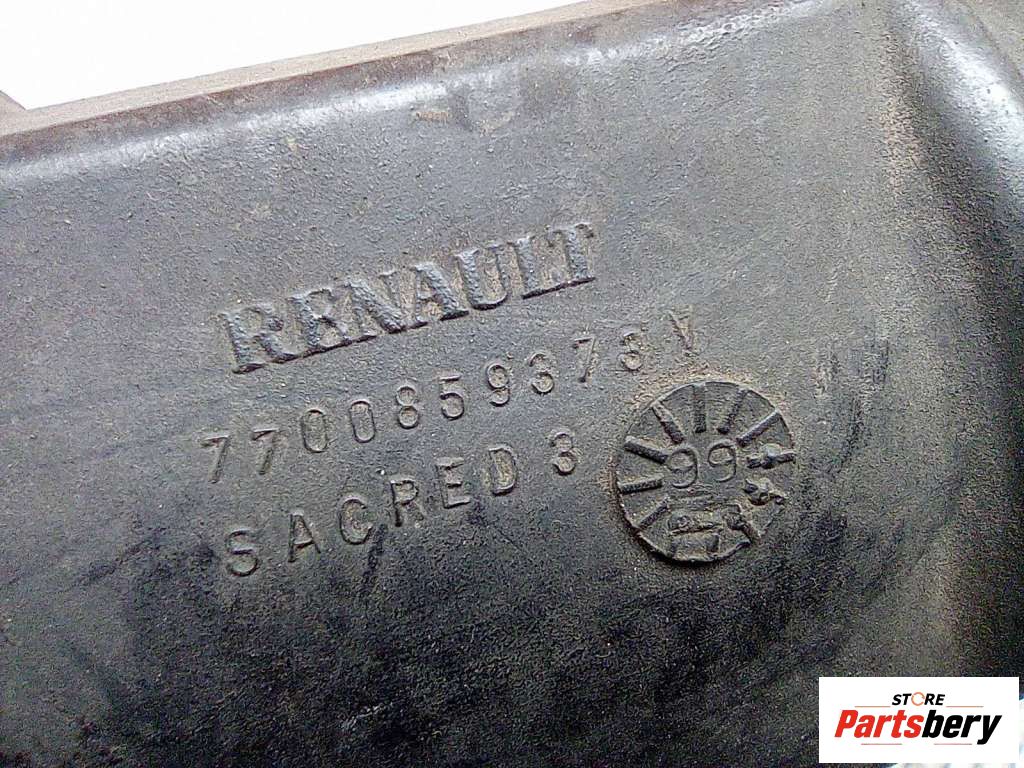 RENAULT
7700859373V
SACRED 3
99
STORE
Partsbery